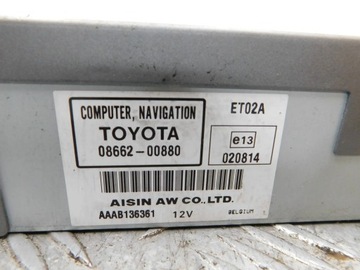 COMPUTER, NAVIGATION
TOYOTA
08662-00880
ET02A
e13
020814
AISIN AW CO., LTD.
AAAB136361 12V BELGIUM